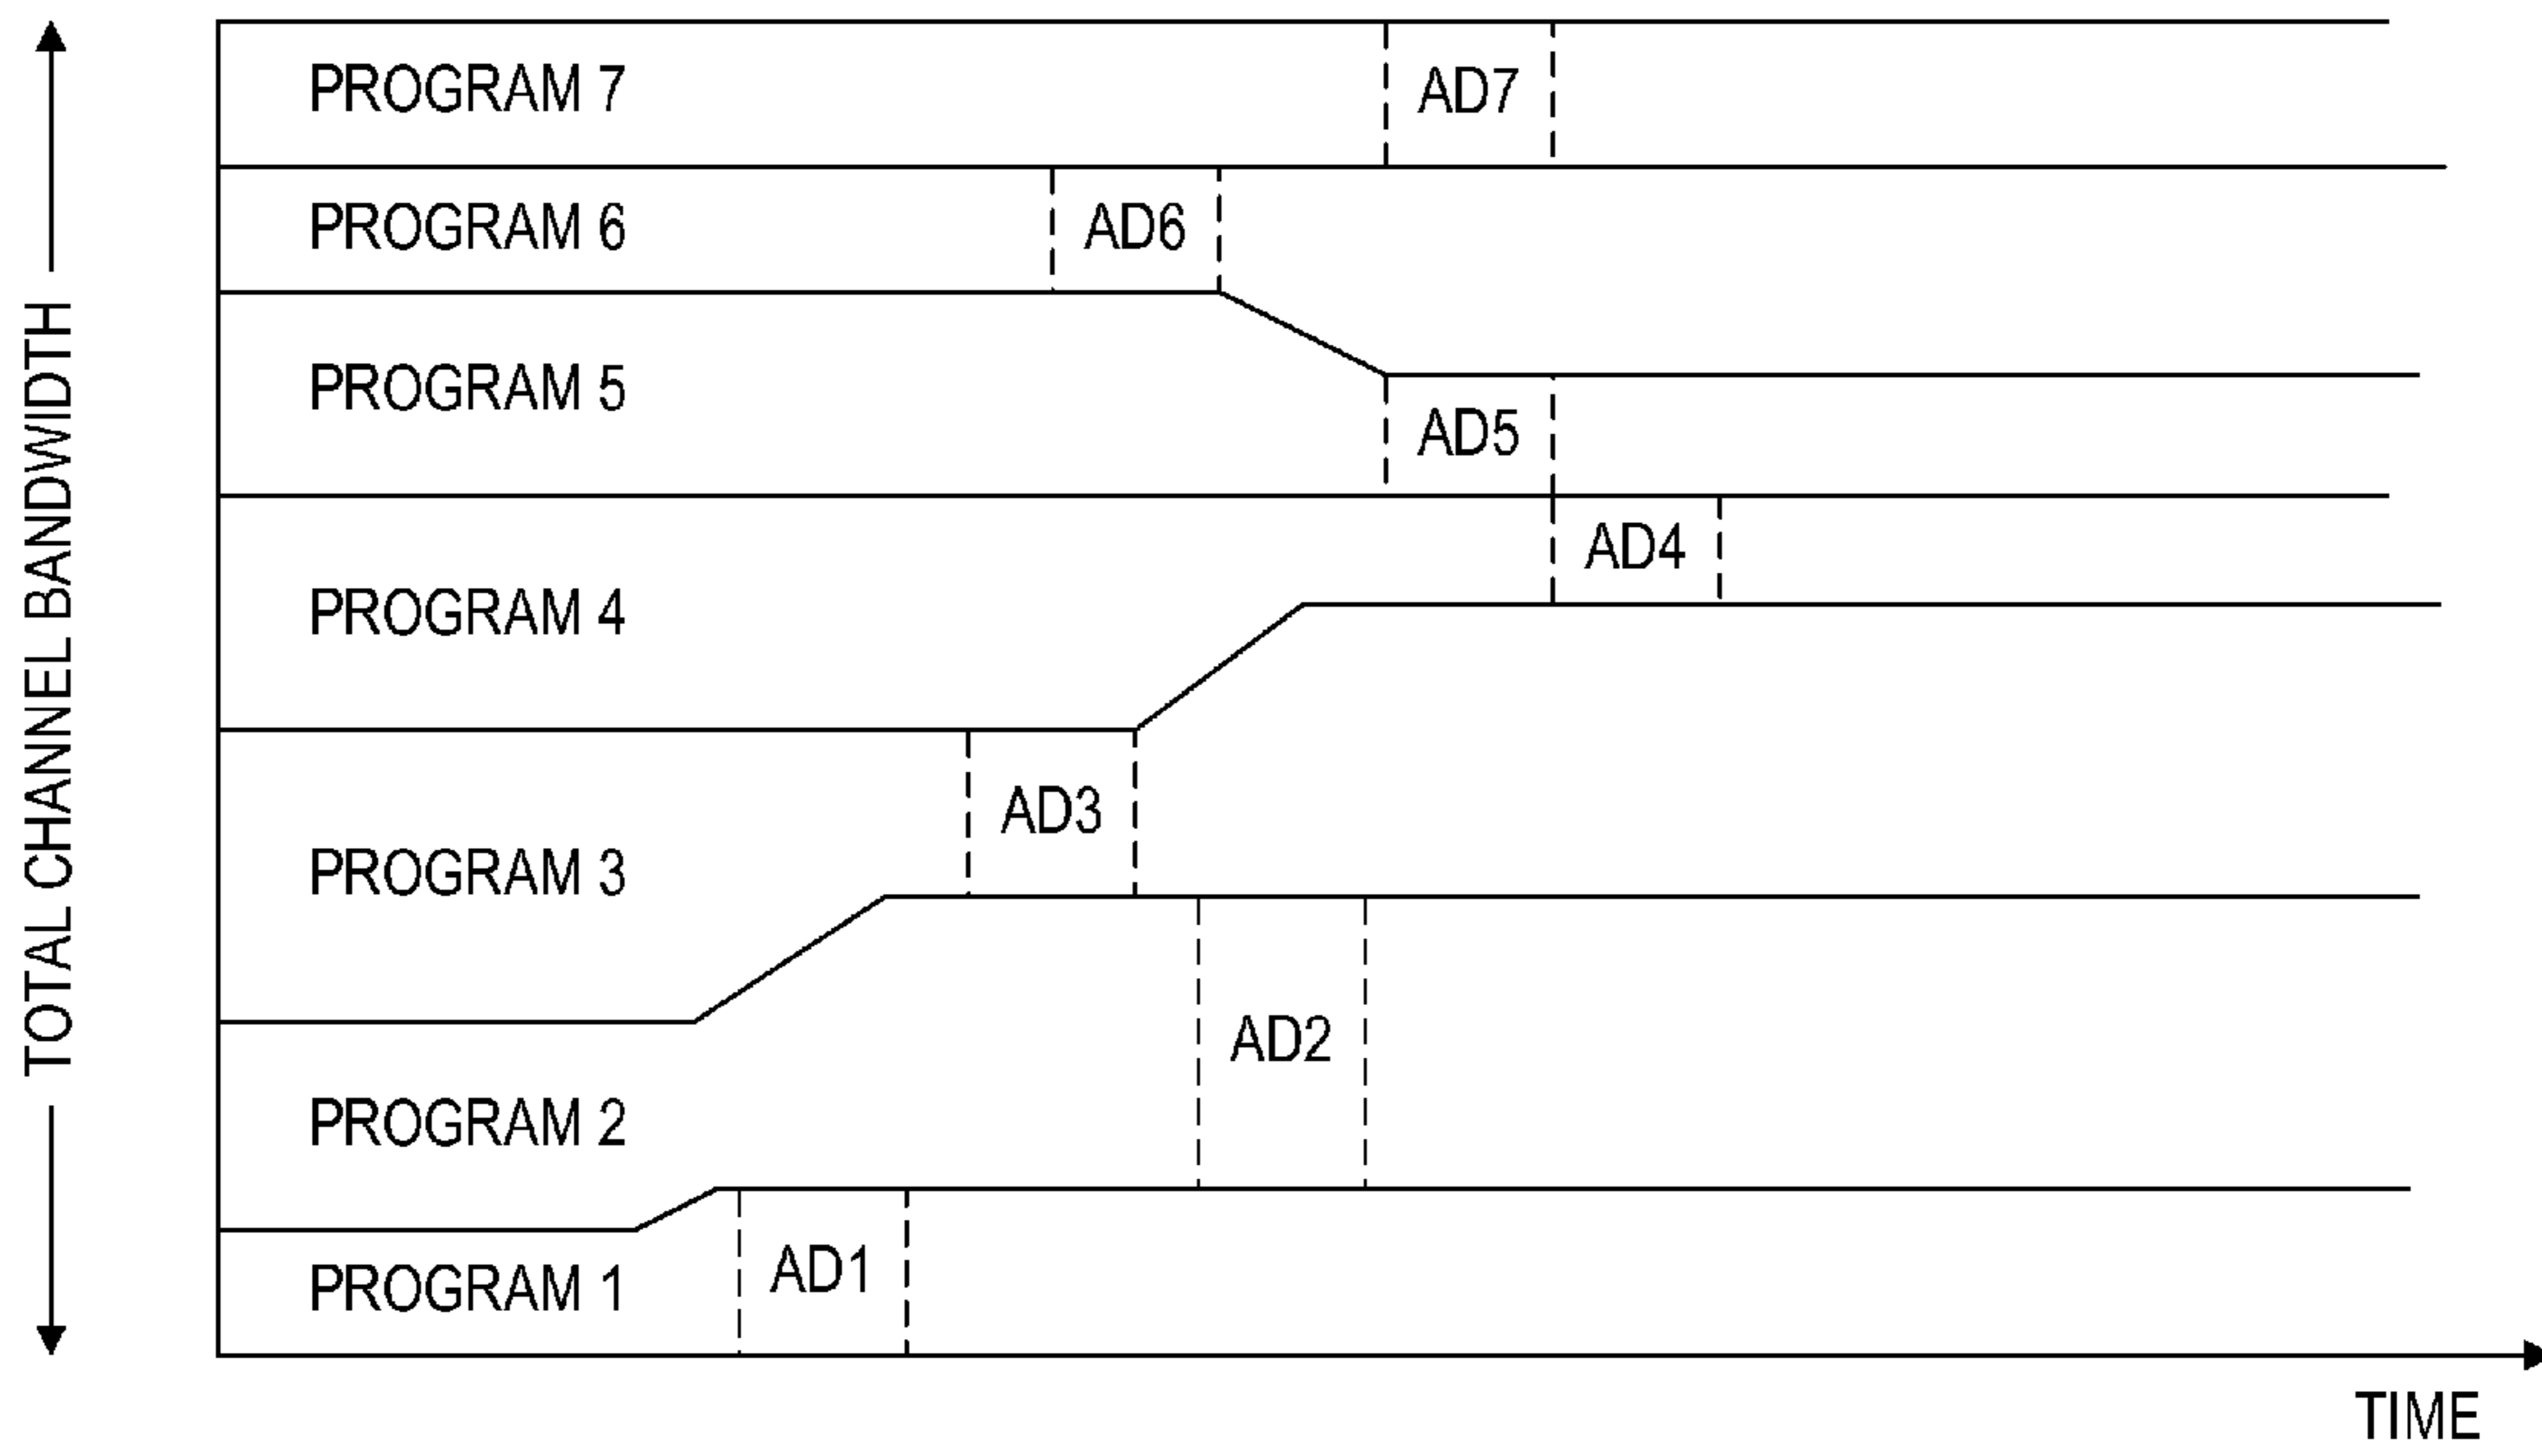 TOTAL CHANNEL BANDWIDTH
PROGRAM 7
AD7
PROGRAM 6
AD6
PROGRAM 5
AD5
PROGRAM 4
AD4
PROGRAM 3
AD3
PROGRAM 2
AD2
PROGRAM 1
AD1
TIME